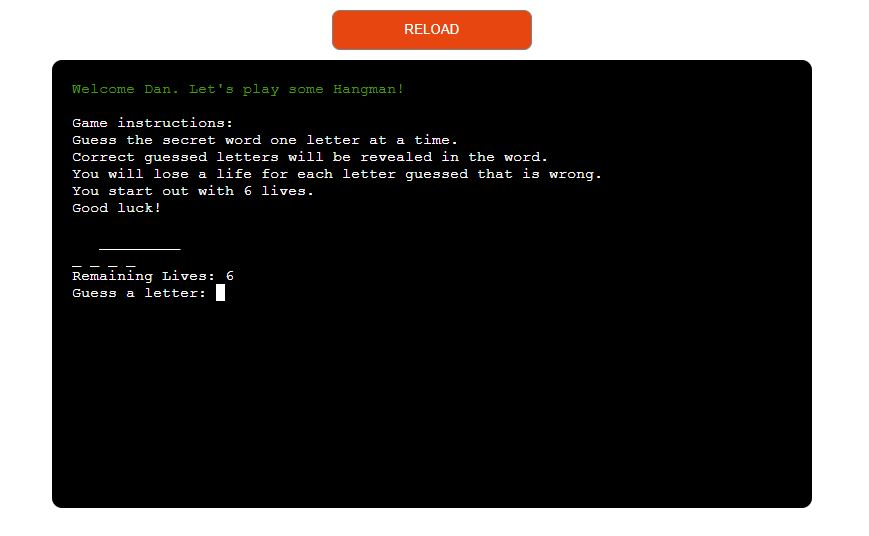 RELOAD
Welcome Dan. Let's play some Hangman!
Game instructions:
Guess the secret word one letter at a time.
Correct guessed letters will be revealed in the word.
You will lose a life for each letter guessed that is wrong.
You start out with 6 lives.
Good luck!
_________
_ _ _ _
Remaining Lives: 6
Guess a letter: